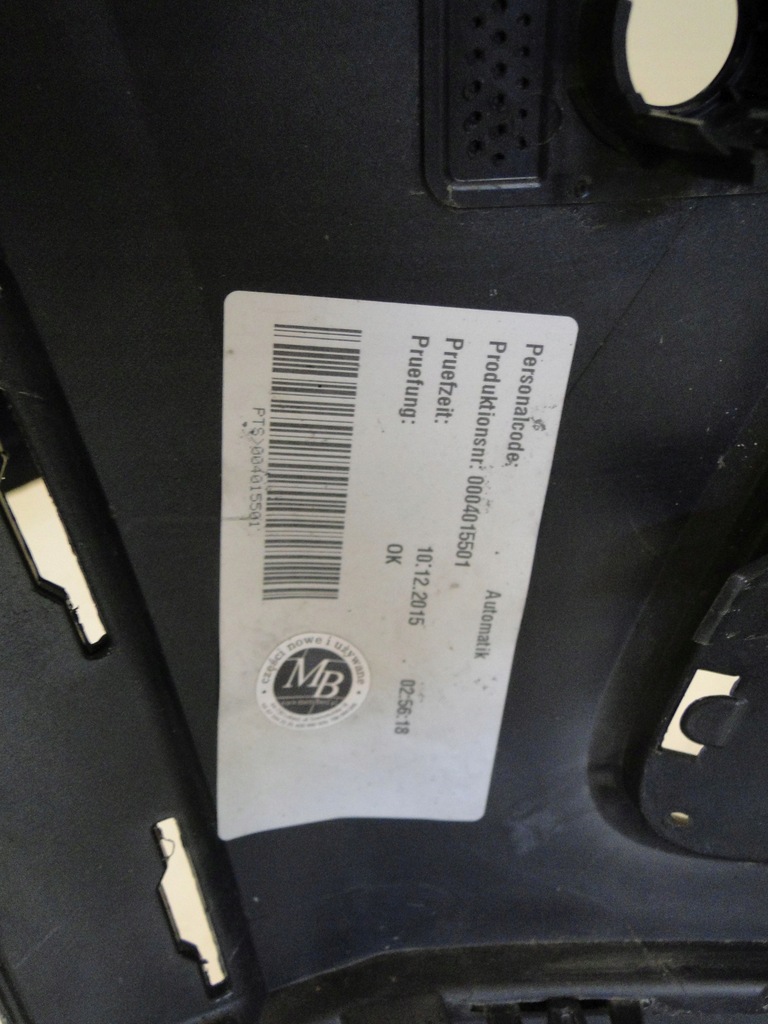 Personalcode: Automatik
Produktionsnr: 0004015501
Pruefzeit: 10.12.2015 02:56:18
Pruefung: OK
PTS>0004015501
części nowe i używane
MB